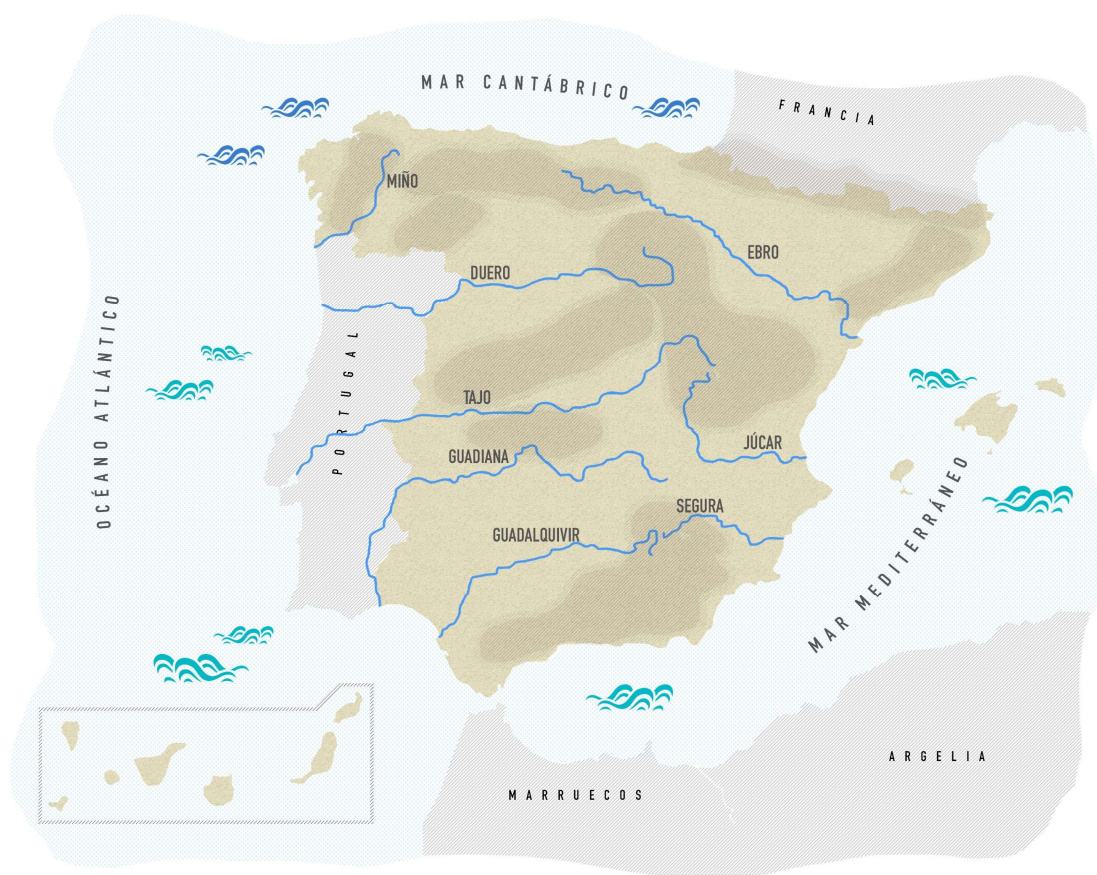 MAR CANTÁBRICO
FRANCIA
MIÑO
EBRO
DUERO
OCÉANO ATLÁNTICO
PORTUGAL
TAJO
JÚCAR
GUADIANA
SEGURA
GUADALQUIVIR
MAR MEDITERRÁNEO
ARGELIA
MARRUECOS